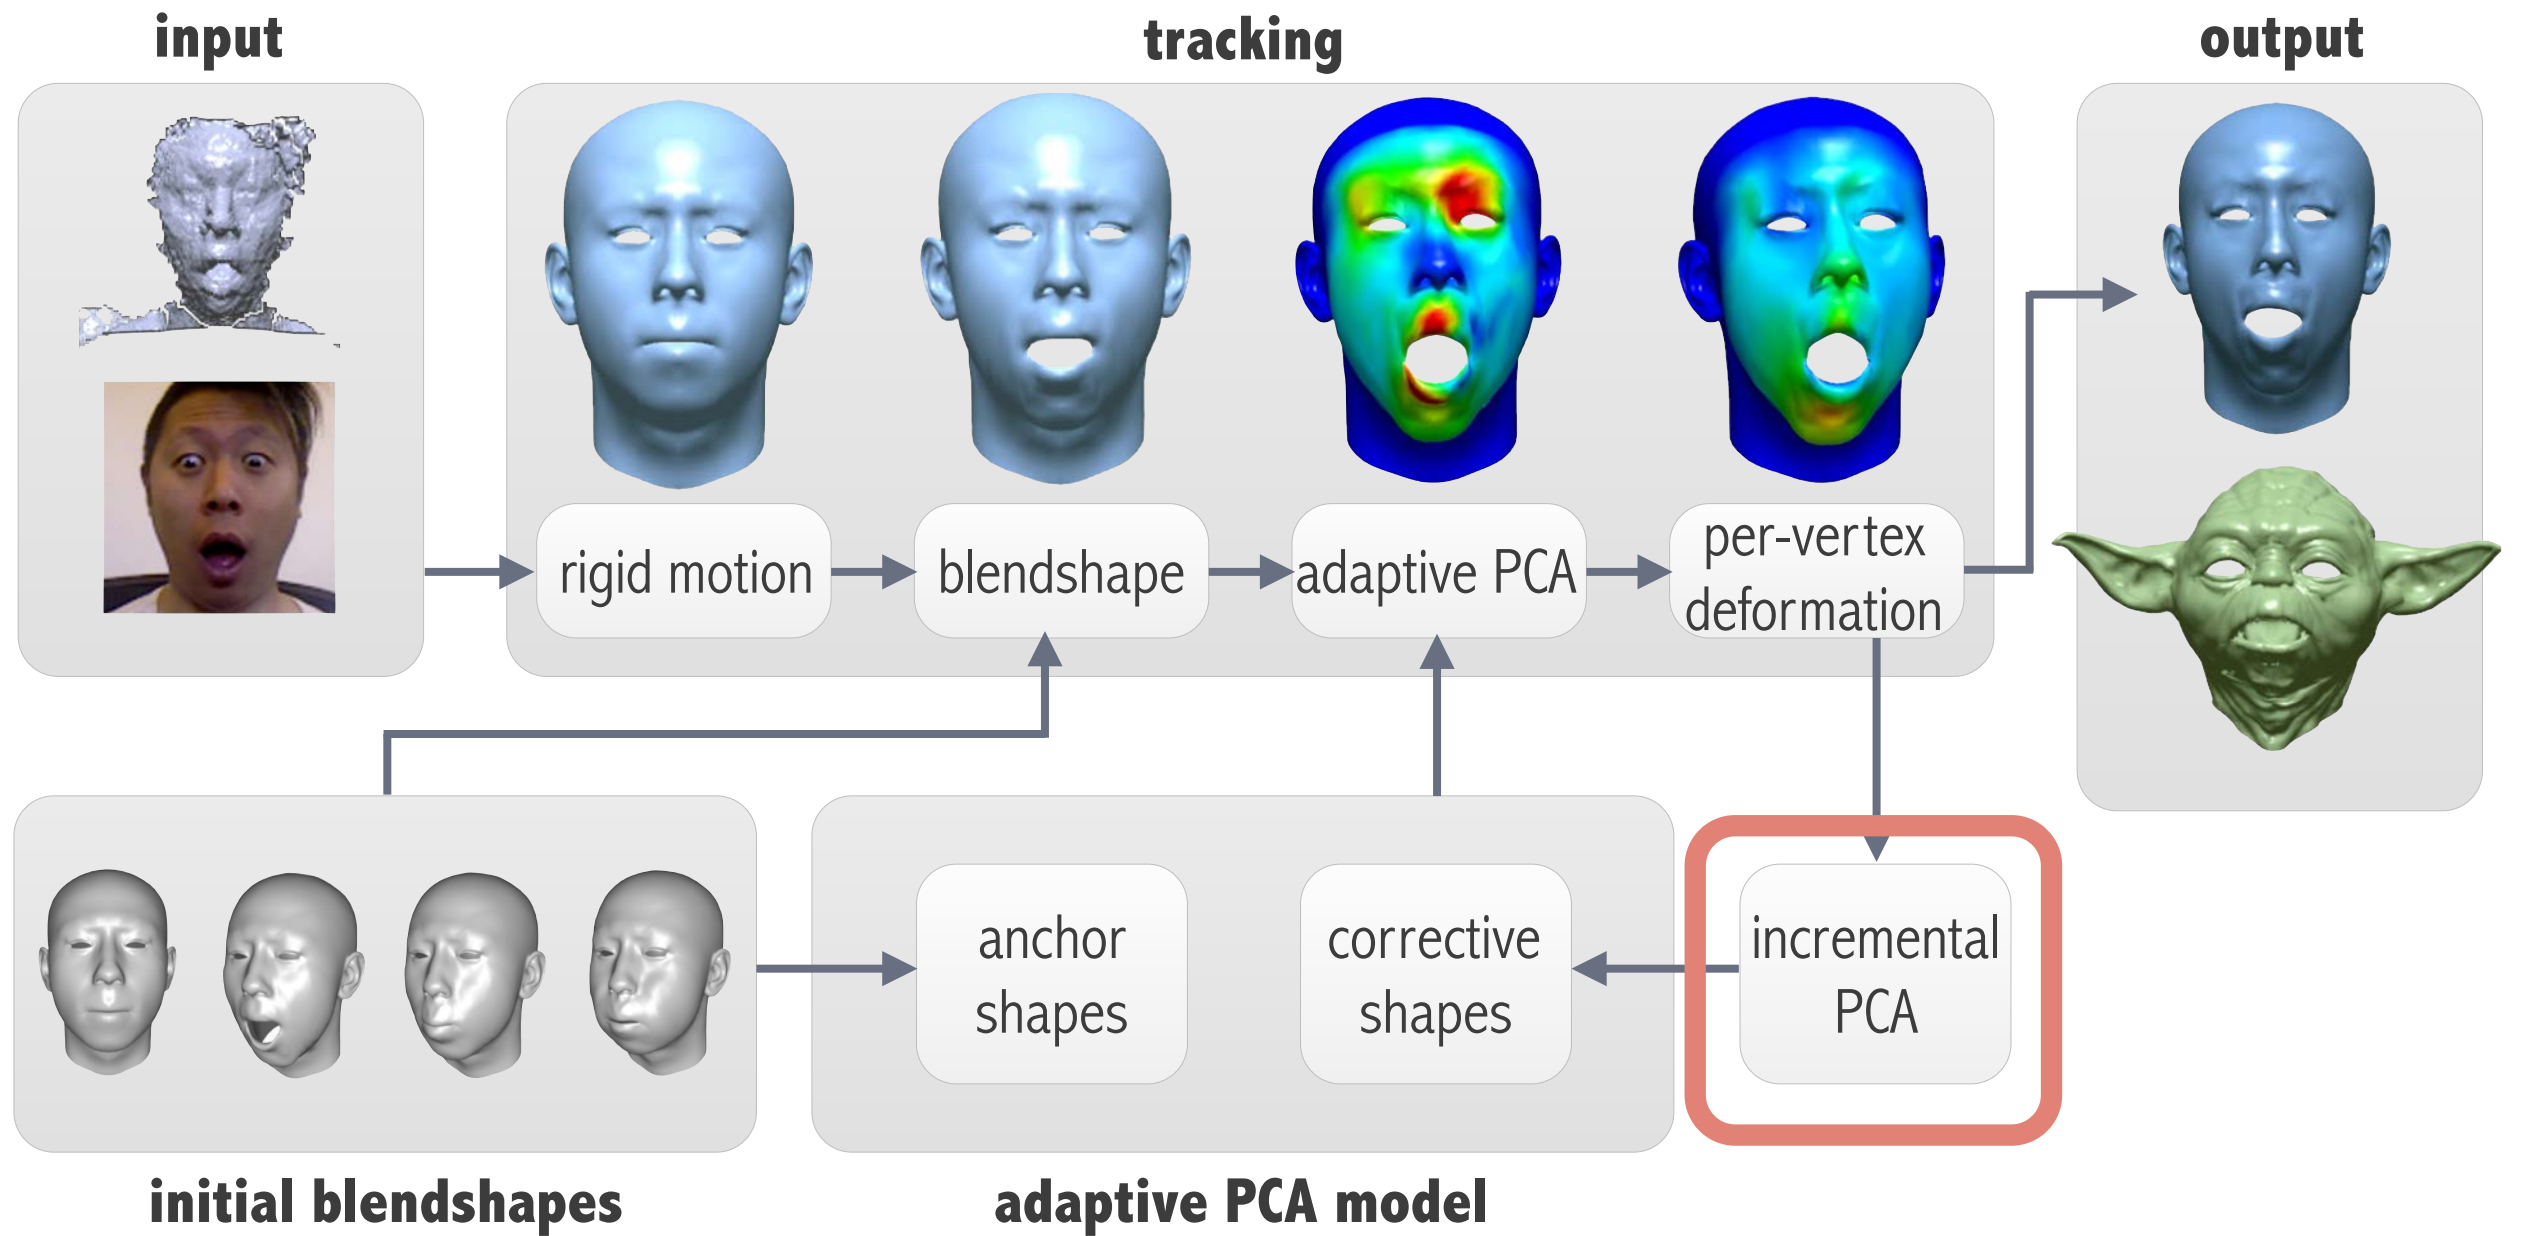 input
tracking
output
rigid motion
blendshape
adaptive PCA
per-vertex
deformation
anchor
shapes
corrective
shapes
incremental
PCA
initial blendshapes
adaptive PCA model